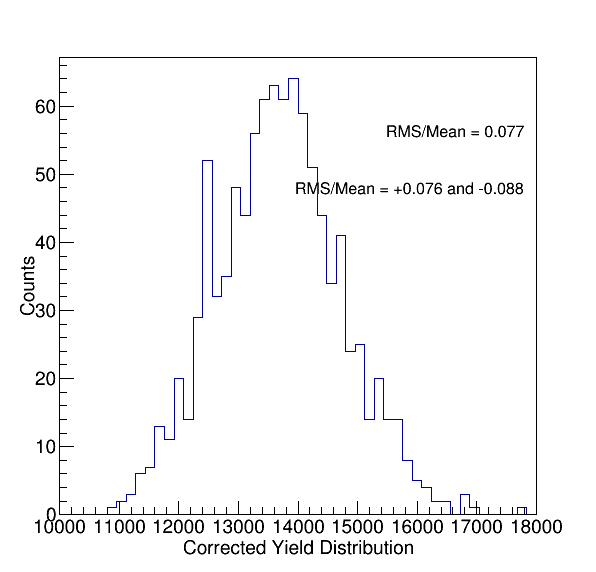 60
RMS/Mean = 0.077
50
RMS/Mean = +0.076 and -0.088
40
Counts
30
20
10
0
10000 11000 12000 13000 14000 15000 16000 17000 18000
Corrected Yield Distribution